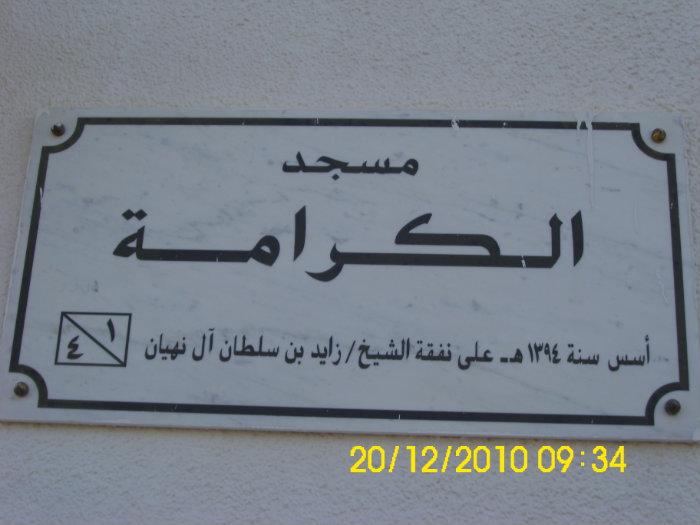 مسجد
الكرامة
أسس سنة ١٣٩٤ هـ على نفقة الشيخ / زايد بن سلطان آل نهيان
١
٤
20/12/2010 09:34